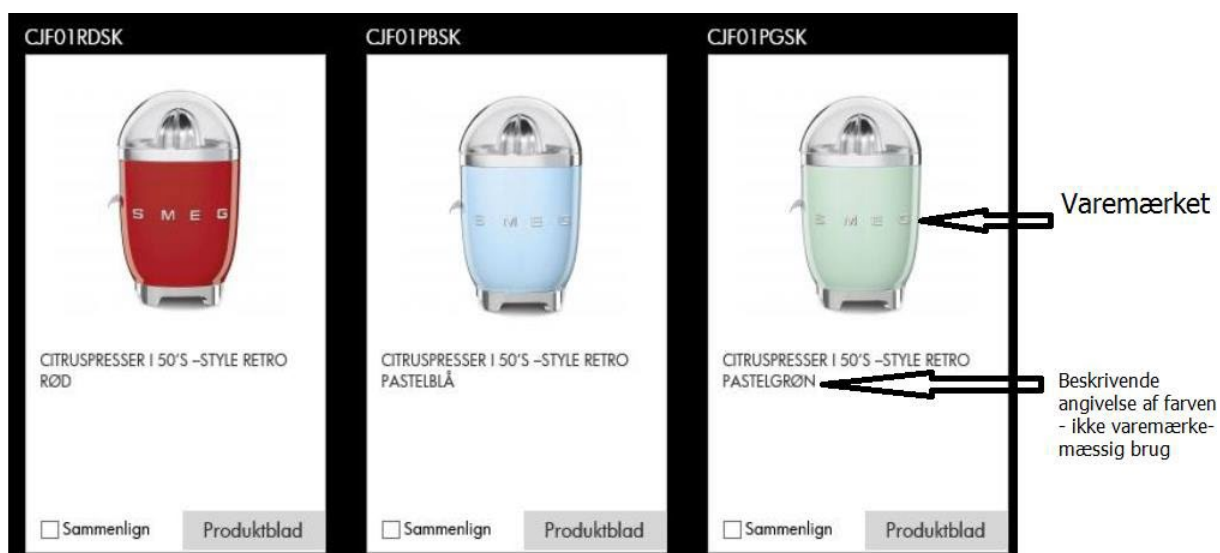 CJF01RDSK
CJF01PBSK
CJF01PGSK
S M E G
S M E G
S M E G
Varemærket
CITRUSPRESSER I 50'S –STYLE RETRO
RØD
CITRUSPRESSER I 50'S –STYLE RETRO
PASTELBLÅ
CITRUSPRESSER I 50'S –STYLE RETRO
PASTELGRØN
Beskrivende
angivelse af farven
- ikke varemærke-
mæssig brug
Sammenlign
Produktblad
Sammenlign
Produktblad
Sammenlign
Produktblad